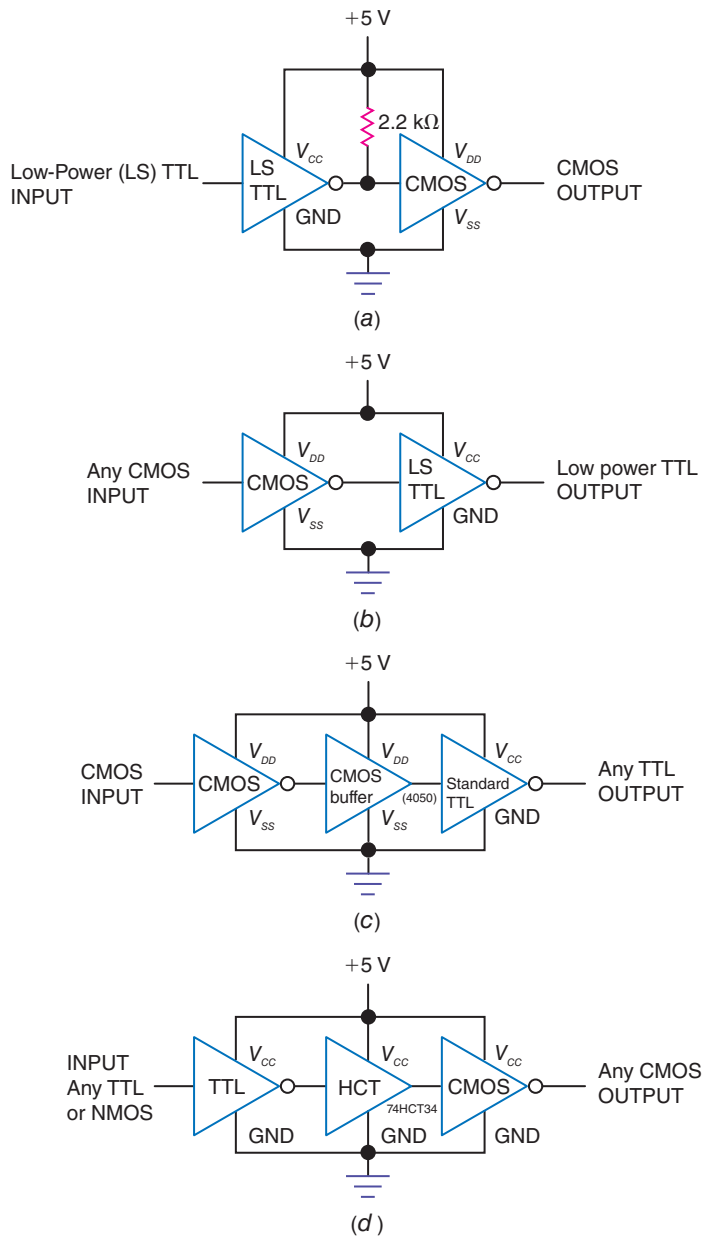 +5 V
2.2 kΩ
Low-Power (LS) TTL
INPUT
LS
TTL
VCC
GND
CMOS
VDD
VSS
CMOS
OUTPUT
(a)
+5 V
Any CMOS
INPUT
CMOS
VDD
VSS
LS
TTL
VCC
GND
Low power TTL
OUTPUT
(b)
+5 V
CMOS
INPUT
CMOS
VDD
VSS
CMOS
buffer
VDD
VSS
(4050)
Standard
TTL
VCC
GND
Any TTL
OUTPUT
(c)
+5 V
INPUT
Any TTL
or NMOS
TTL
VCC
GND
HCT
VCC
GND
74HCT34
CMOS
VCC
GND
Any CMOS
OUTPUT
(d)